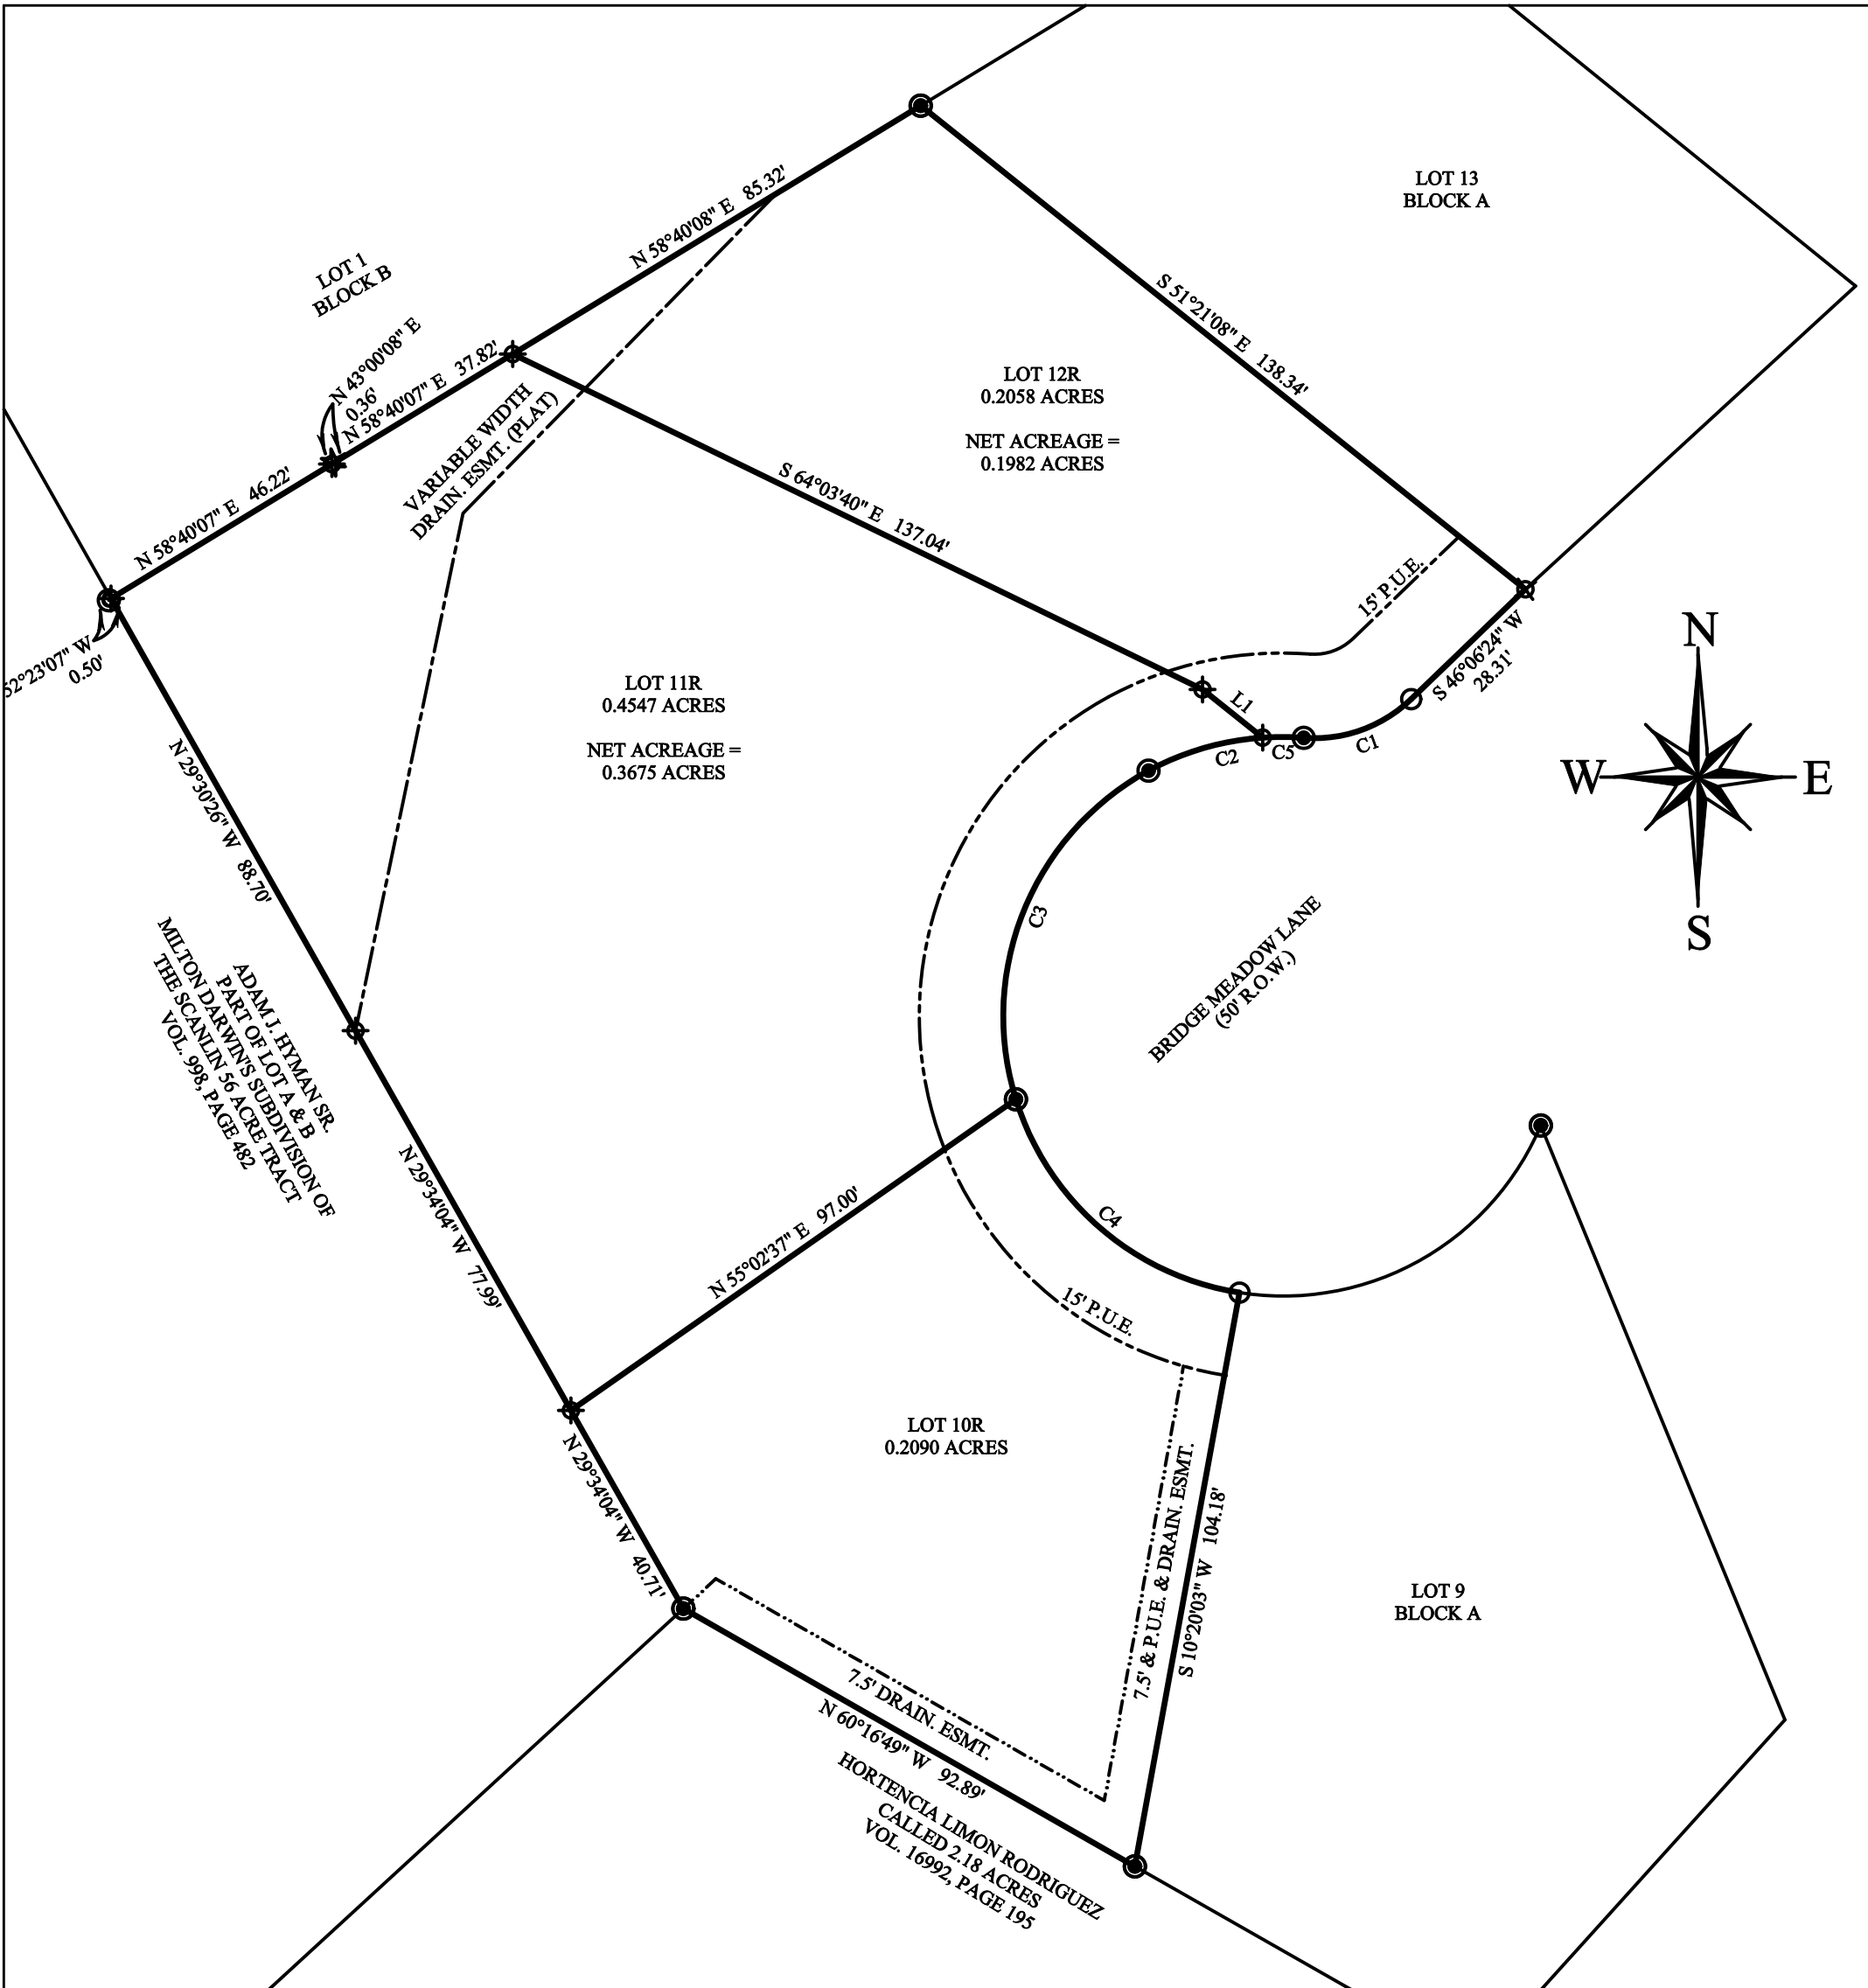 LOT 13
BLOCK A
N 58°40'08" E 85.32'
LOT 1
BLOCK B
S 51°21'08" E 138.34'
N 43°00'08" E
0.36'
N 58°40'07" E 37.82'
LOT 12R
0.2058 ACRES
NET ACREAGE =
0.1982 ACRES
VARIABLE WIDTH
DRAIN. ESMT. (PLAT)
N 58°40'07" E 46.22'
S 64°03'40" E 137.04'
15' P.U.E.
52°23'07" W
0.50'
S 46°06'24" W
28.31'
N
W
E
S
LOT 11R
0.4547 ACRES
NET ACREAGE =
0.3675 ACRES
L1
C2
C5
C1
N 29°30'26" W 88.70'
C3
BRIDGE MEADOW LANE
(50' R.O.W.)
ADAM J. HYMAN SR.
PART OF LOT A & B
MILTON DARWIN'S SUBDIVISION OF
THE SCANLIN 56 ACRE TRACT
VOL. 998, PAGE 482
N 29°34'04" W 77.99'
N 55°02'37" E 97.00'
C4
15' P.U.E.
LOT 10R
0.2090 ACRES
N 29°34'04" W 40.71'
7.5' & P.U.E. & DRAIN. ESMT.
S 10°20'03" W 104.18'
LOT 9
BLOCK A
7.5' DRAIN. ESMT.
N 60°16'49" W 92.89'
HORTENCIA LIMON RODRIGUEZ
CALLED 2.18 ACRES
VOL. 16992, PAGE 195